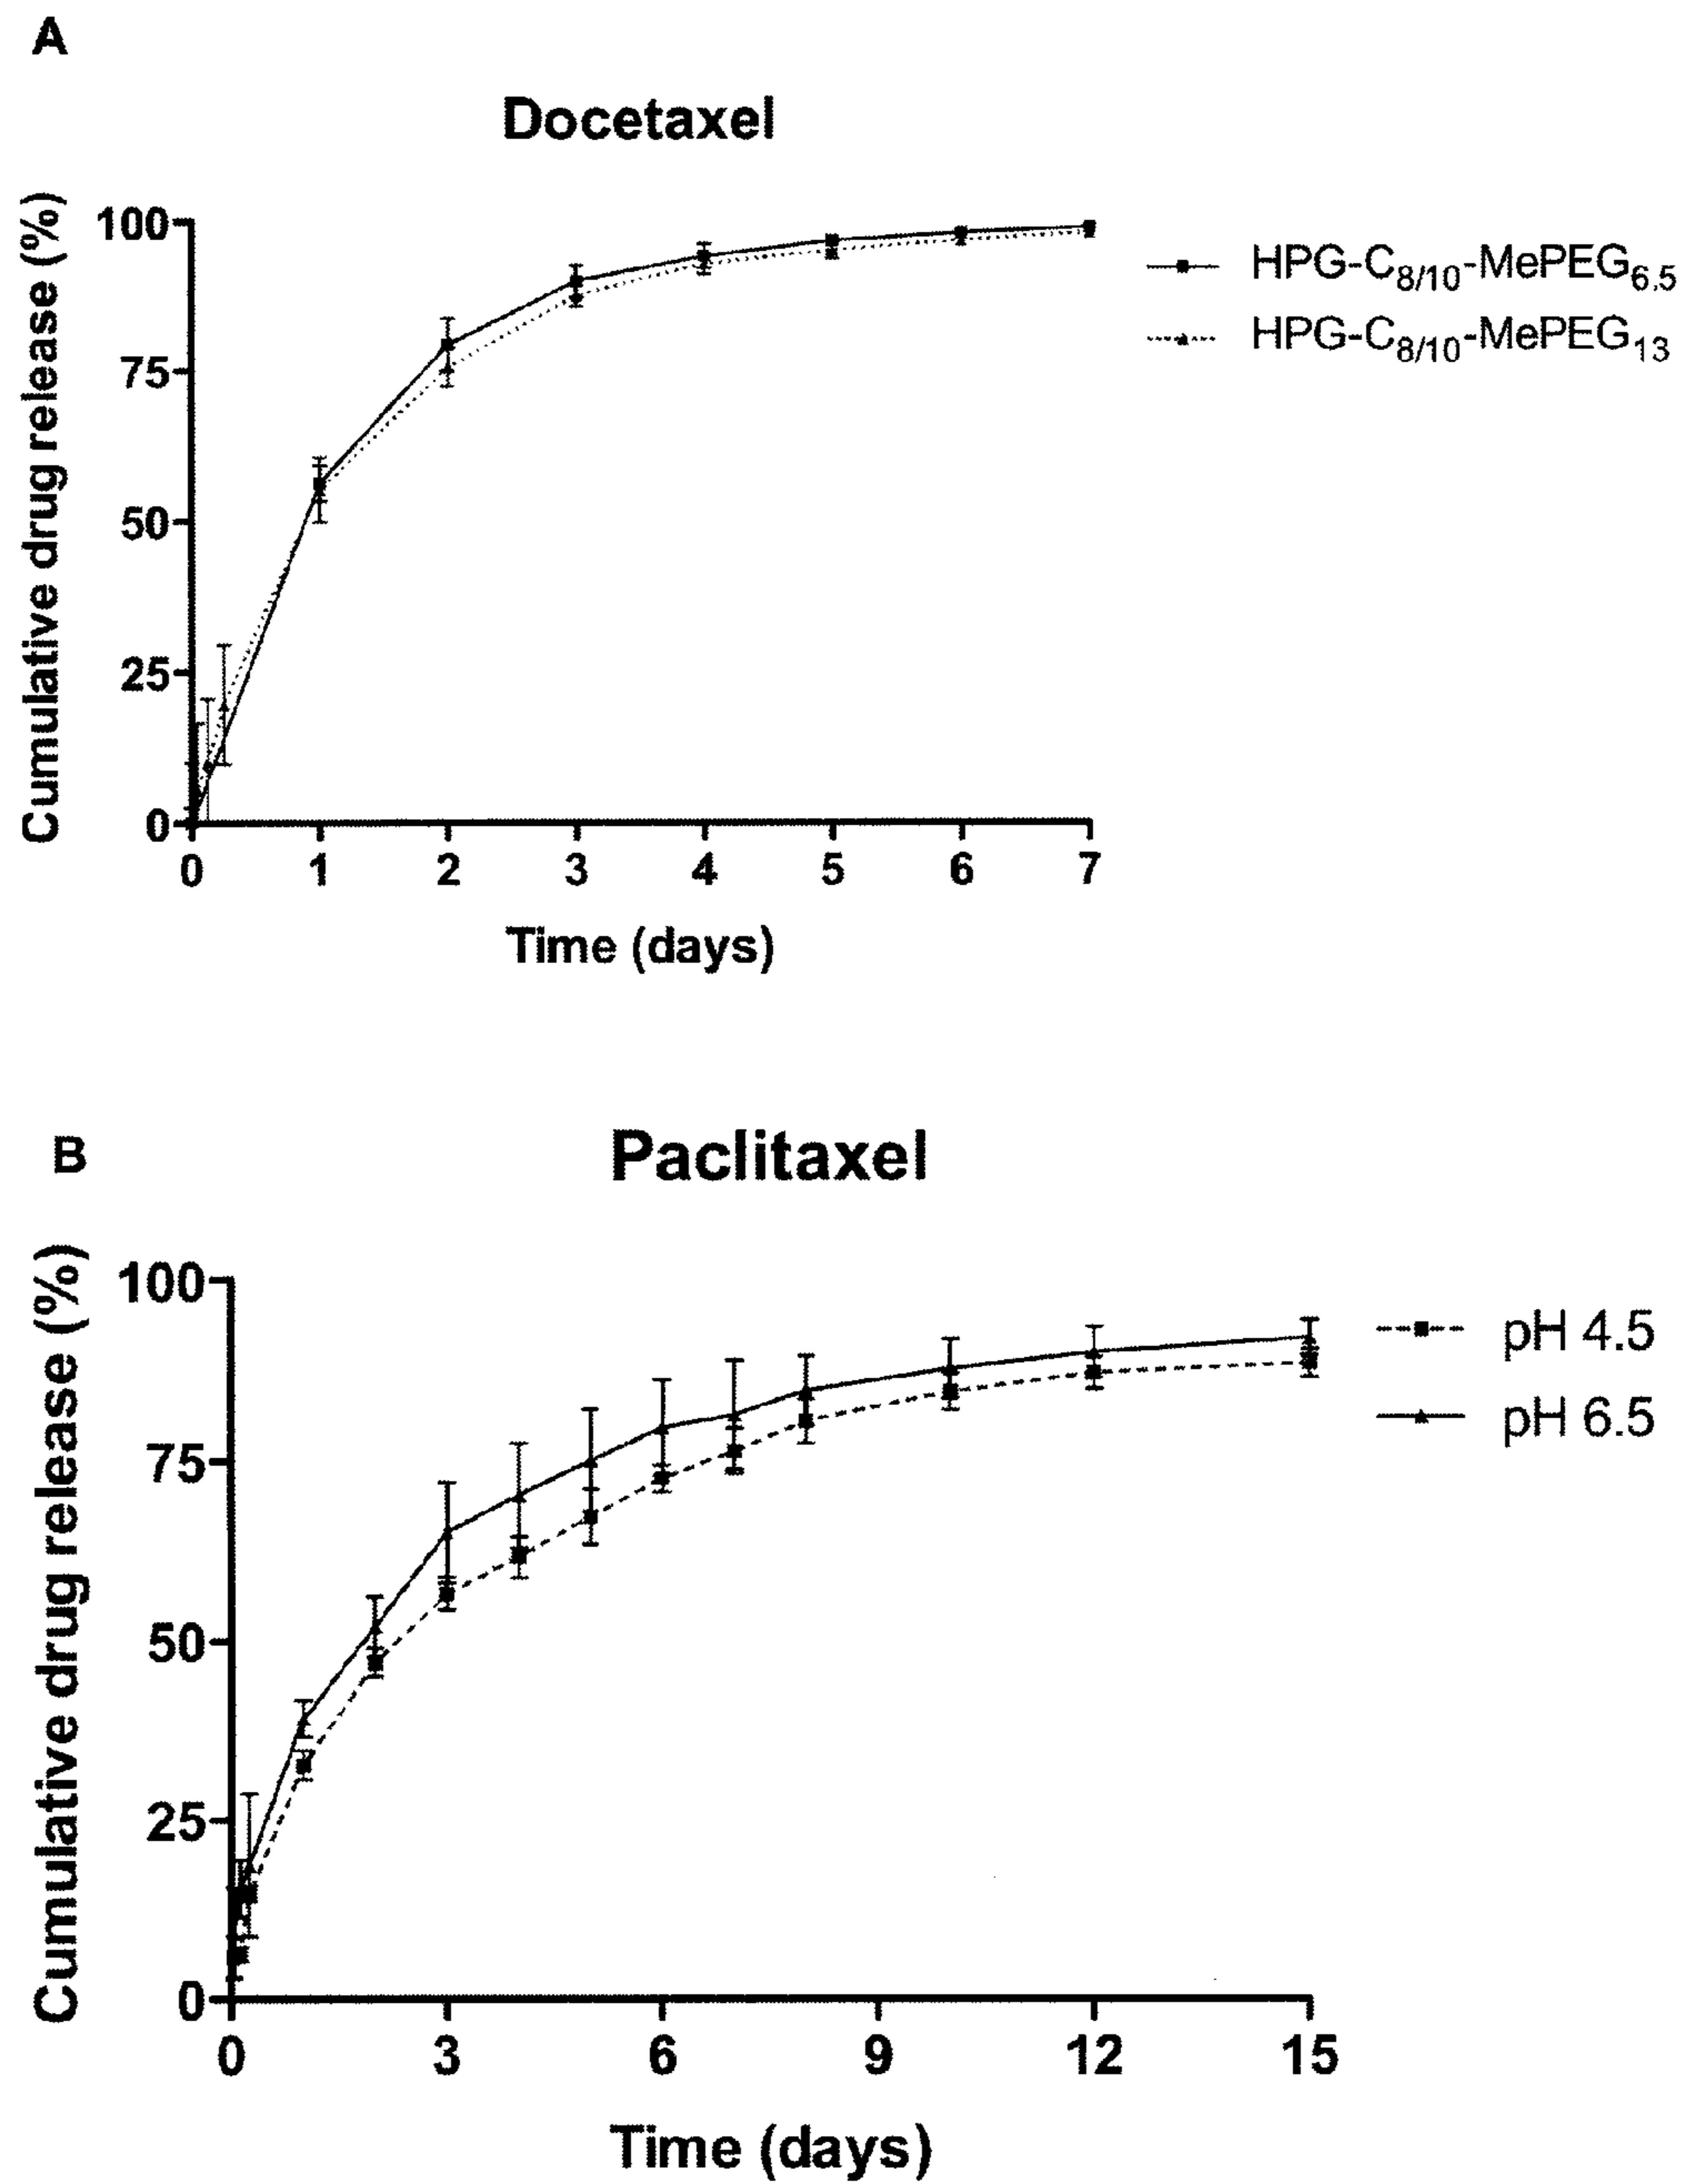 A
Docetaxel
Cumulative drug release (%)
100
75
50
25
0
0 1 2 3 4 5 6 7
Time (days)
HPG-C8/10-MePEG6.5
HPG-C8/10-MePEG13
B
Paclitaxel
Cumulative drug release (%)
100
75
50
25
0
0 3 6 9 12 15
Time (days)
pH 4.5
pH 6.5